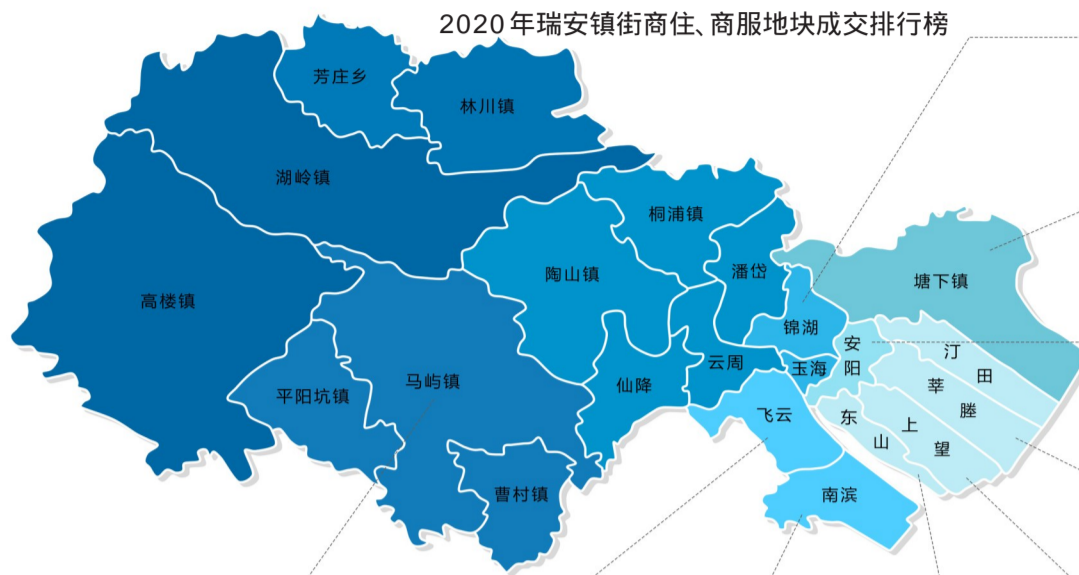 2020年瑞安镇街商住、商服地块成交排行榜
芳庄乡
林川镇
湖岭镇
桐浦镇
陶山镇
潘岱
塘下镇
高楼镇
锦湖
安阳
汀田
云周
玉海
莘塍
马屿镇
仙降
平阳坑镇
飞云
东山
上望
曹村镇
南滨